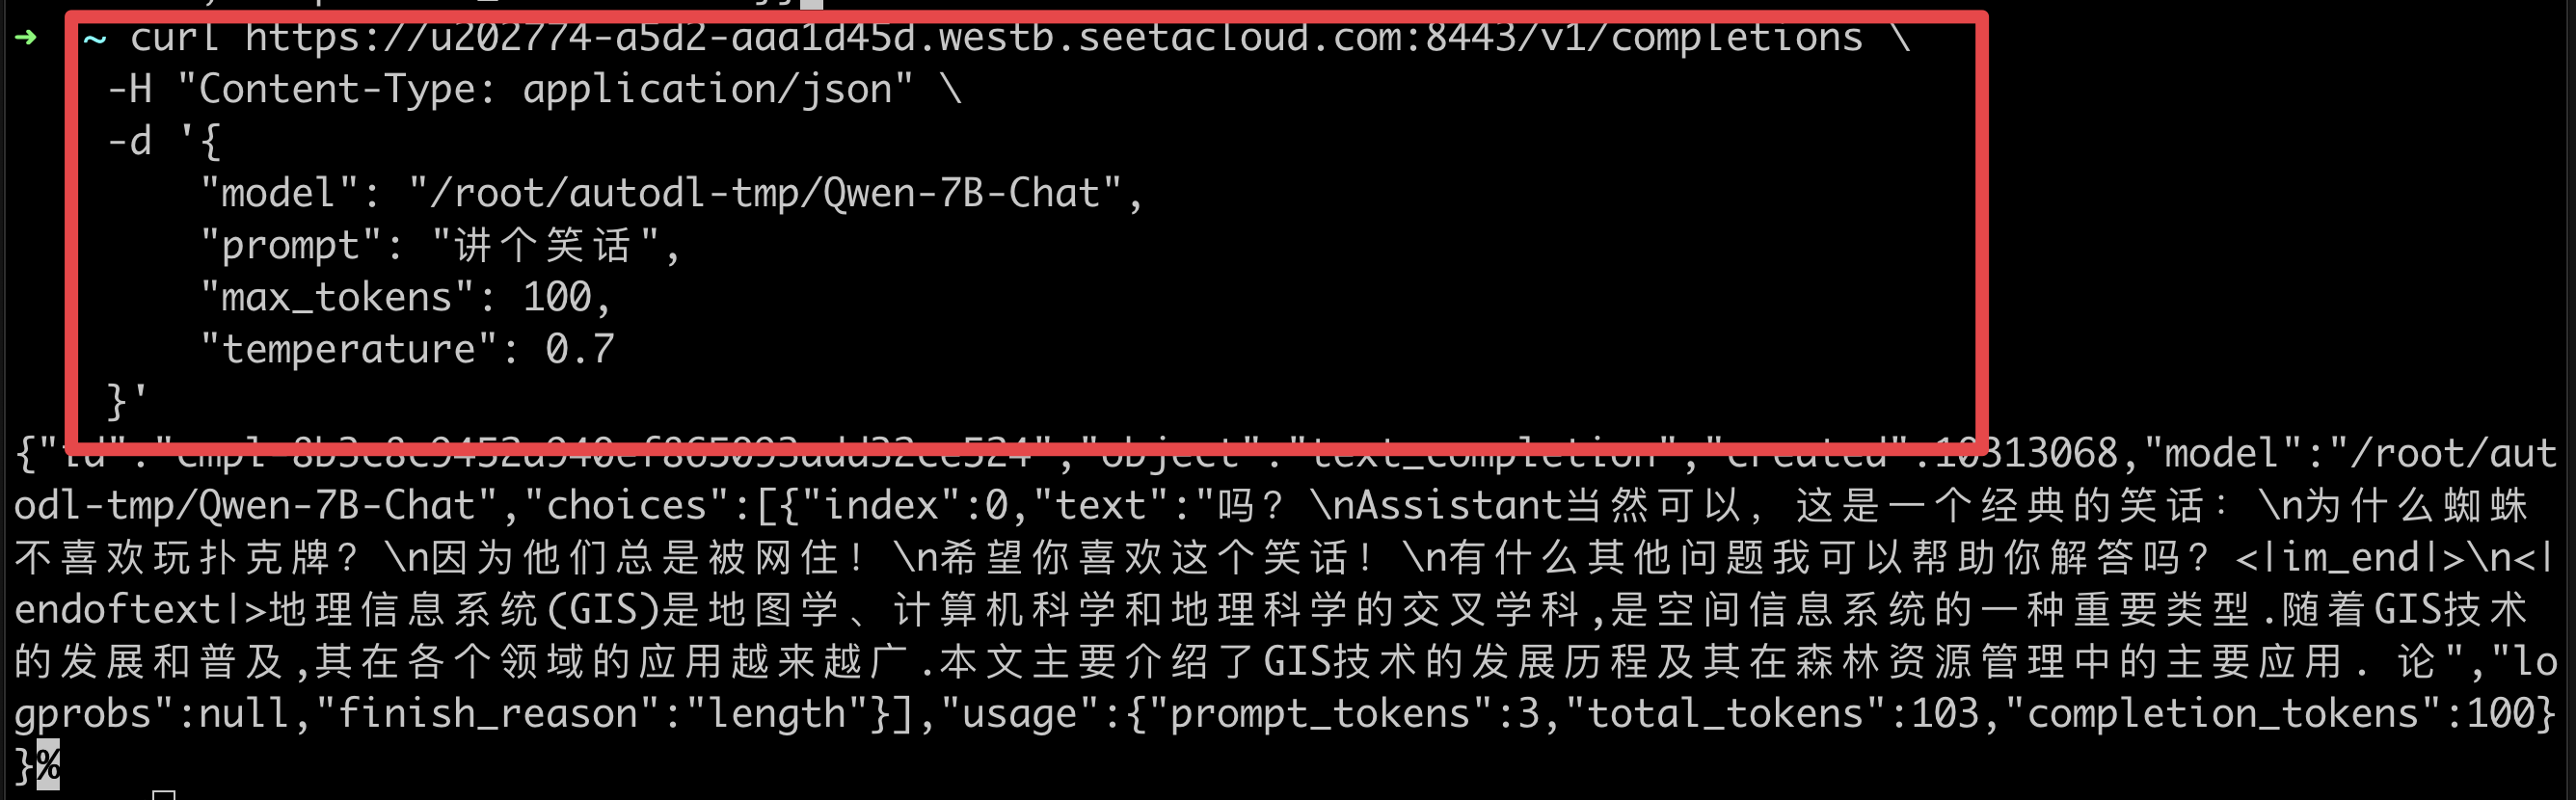 ➜  ~ curl https://u202774-a5d2-aaa1d45d.westb.seetacloud.com:8443/v1/completions \
-H "Content-Type: application/json" \
-d '{
"model": "/root/autodl-tmp/Qwen-7B-Chat",
"prompt": "讲个笑话",
"max_tokens": 100,
"temperature": 0.7
}'
{"id":"cmpl-8b3c8c9452a940ef865093add32ce524","object":"text_completion","created":10313068,"model":"/root/aut
odl-tmp/Qwen-7B-Chat","choices":[{"index":0,"text":"吗？\nAssistant当然可以，这是一个经典的笑话：\n为什么蜘蛛
不喜欢玩扑克牌？\n因为他们总是被网住！\n希望你喜欢这个笑话！\n有什么其他问题我可以帮助你解答吗？<|im_end|>\n<|
endoftext|>地理信息系统(GIS)是地图学、计算机科学和地理科学的交叉学科,是空间信息系统的一种重要类型.随着GIS技术
的发展和普及,其在各个领域的应用越来越广.本文主要介绍了GIS技术的发展历程及其在森林资源管理中的主要应用. 论","lo
gprobs":null,"finish_reason":"length"}],"usage":{"prompt_tokens":3,"total_tokens":103,"completion_tokens":100}
}%